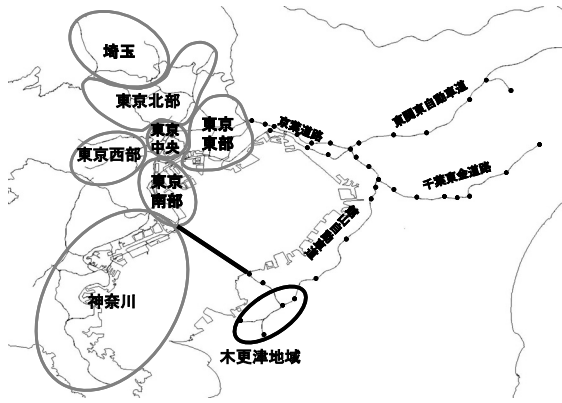 埼玉
東京北部
東京
中央
東京
東部
東京西部
東京
南部
神奈川
京葉道路
東関東自動車道
千葉東金道路
館山自動車道
木更津地域